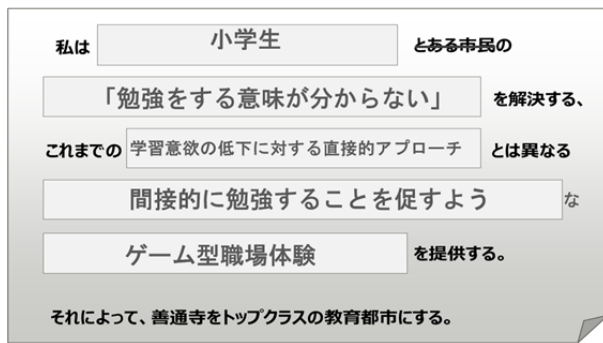 私は 小学生 とある市民の
「勉強をする意味が分からない」 を解決する、
これまでの 学習意欲の低下に対する直接的アプローチ とは異なる
間接的に勉強することを促すよう な
ゲーム型職場体験 を提供する。
それによって、善通寺をトップクラスの教育都市にする。